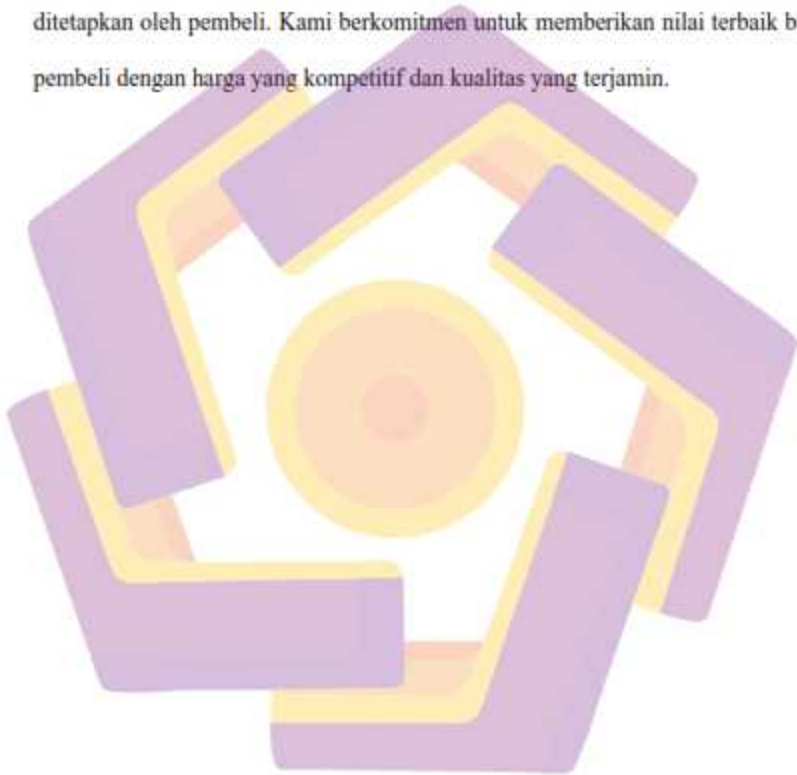 ditetapkan oleh pembeli. Kami berkomitmen untuk memberikan nilai terbaik b
pembeli dengan harga yang kompetitif dan kualitas yang terjamin.